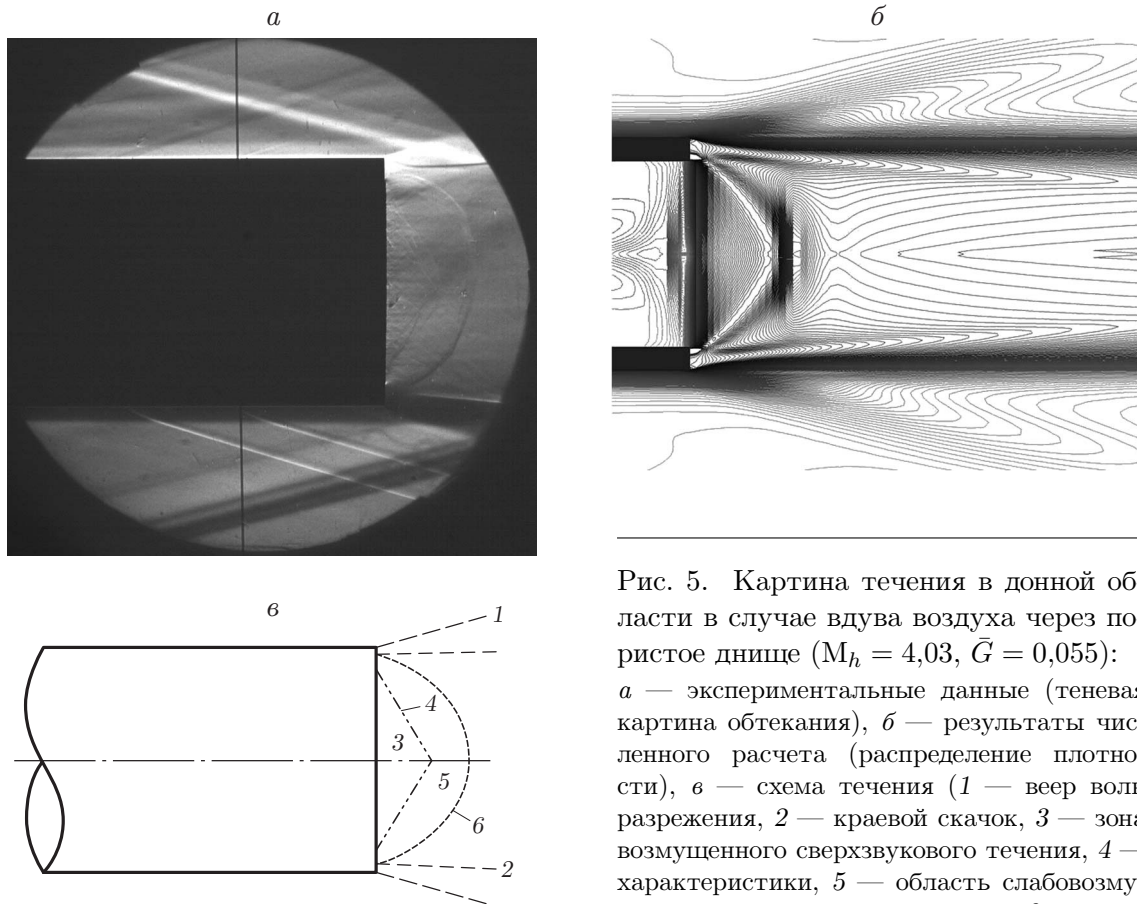 а
б
в
1
4
3
5
6
2
Рис. 5. Картина течения в донной об-
ласти в случае вдува воздуха через по-
ристое днище (M_h = 4,03, Ḡ = 0,055):
а — экспериментальные данные (теневая
картина обтекания), б — результаты чис-
ленного расчета (распределение плотно-
сти), в — схема течения (1 — веер волн
разрежения, 2 — краевой скачок, 3 — зона
возмущенного сверхзвукового течения, 4 —
характеристики, 5 — область слабовозму-